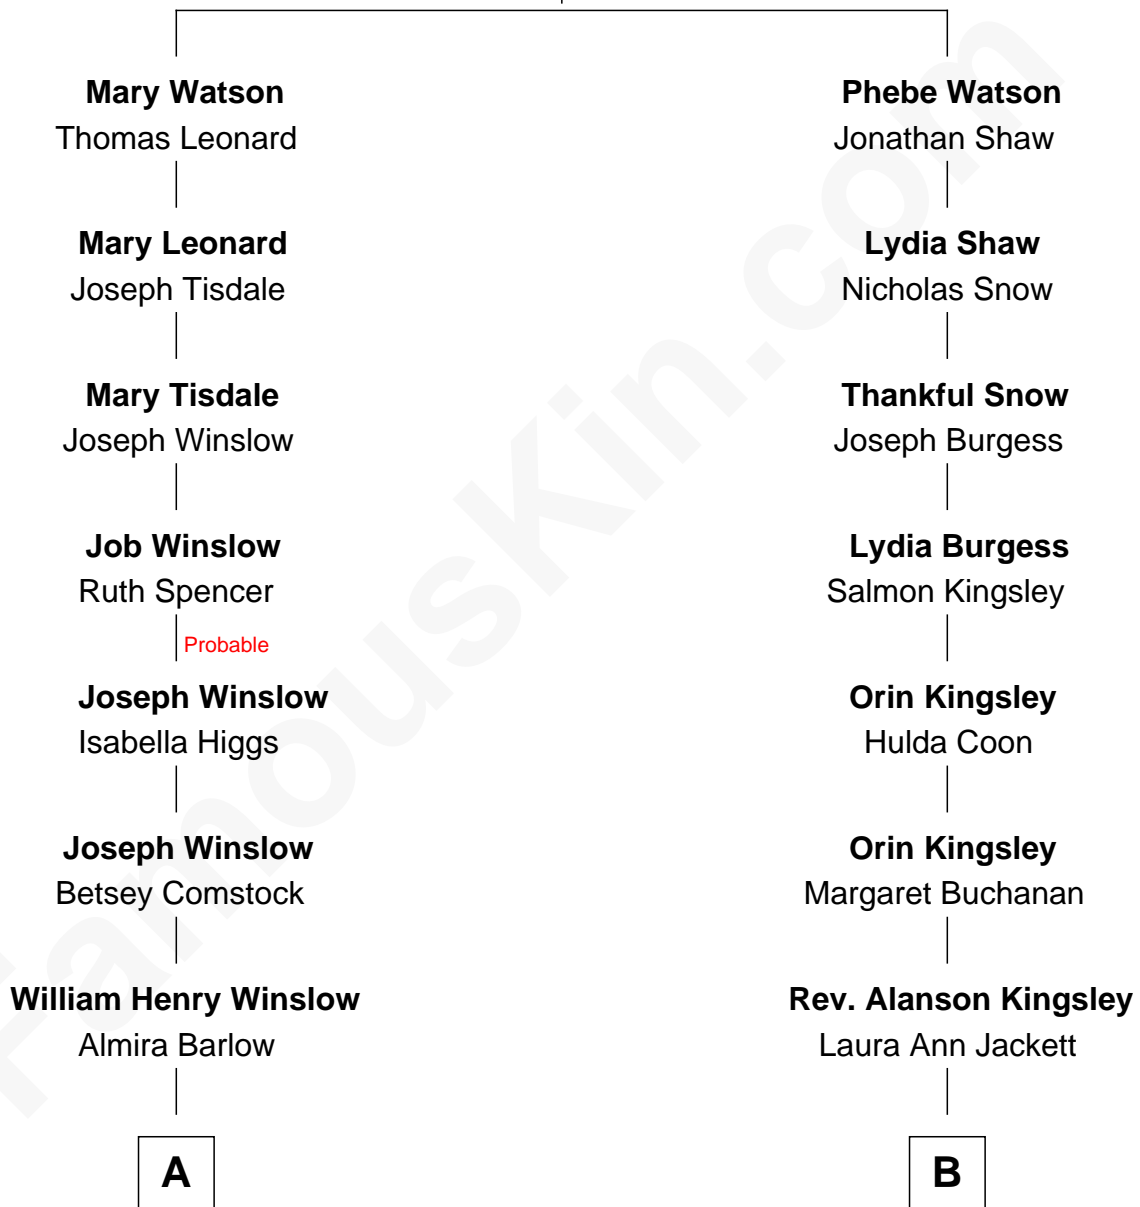 Mary Watson
Thomas Leonard
Mary Leonard
Joseph Tisdale
Mary Tisdale
Joseph Winslow
Job Winslow
Ruth Spencer
Probable
Joseph Winslow
Isabella Higgs
Joseph Winslow
Betsey Comstock
William Henry Winslow
Almira Barlow
A
Phebe Watson
Jonathan Shaw
Lydia Shaw
Nicholas Snow
Thankful Snow
Joseph Burgess
Lydia Burgess
Salmon Kingsley
Orin Kingsley
Hulda Coon
Orin Kingsley
Margaret Buchanan
Rev. Alanson Kingsley
Laura Ann Jackett
B
FamousKin.com